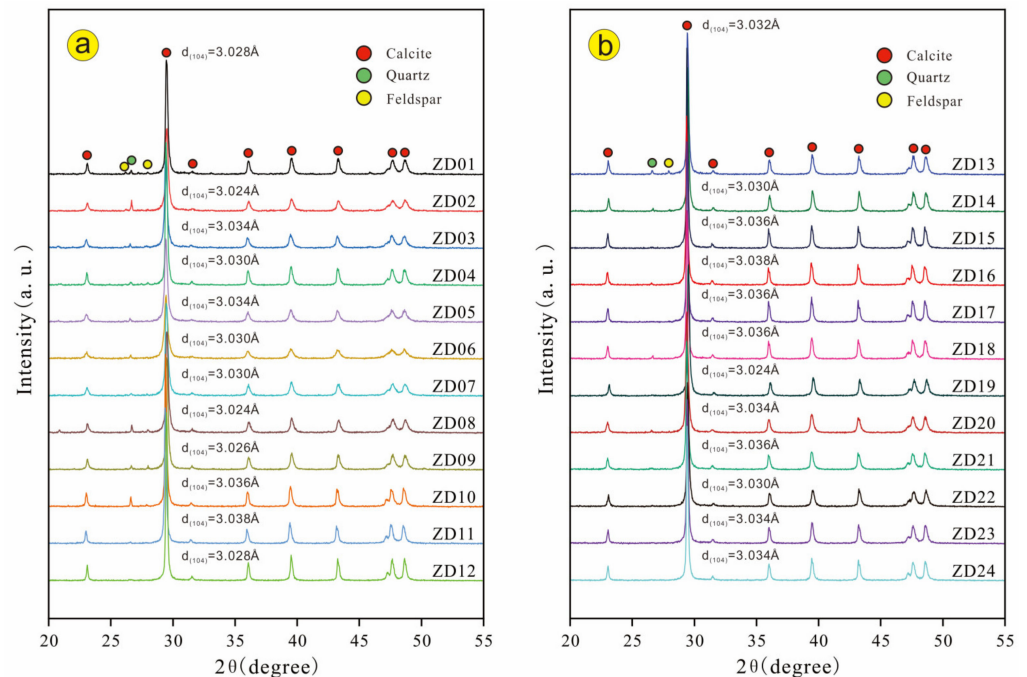 a
d(104)=3.028Å
Calcite
Quartz
Feldspar
ZD01
d(104)=3.024Å
ZD02
d(104)=3.034Å
ZD03
d(104)=3.030Å
ZD04
d(104)=3.034Å
ZD05
d(104)=3.030Å
ZD06
d(104)=3.030Å
ZD07
d(104)=3.024Å
ZD08
d(104)=3.026Å
ZD09
d(104)=3.036Å
ZD10
d(104)=3.038Å
ZD11
d(104)=3.028Å
ZD12
Intensity(a. u.)
20 25 30 35 40 45 50 55
2θ(degree)
b
d(104)=3.032Å
Calcite
Quartz
Feldspar
ZD13
d(104)=3.030Å
ZD14
d(104)=3.036Å
ZD15
d(104)=3.038Å
ZD16
d(104)=3.036Å
ZD17
d(104)=3.036Å
ZD18
d(104)=3.024Å
ZD19
d(104)=3.034Å
ZD20
d(104)=3.036Å
ZD21
d(104)=3.030Å
ZD22
d(104)=3.034Å
ZD23
d(104)=3.034Å
ZD24
Intensity(a. u.)
20 25 30 35 40 45 50 55
2θ(degree)